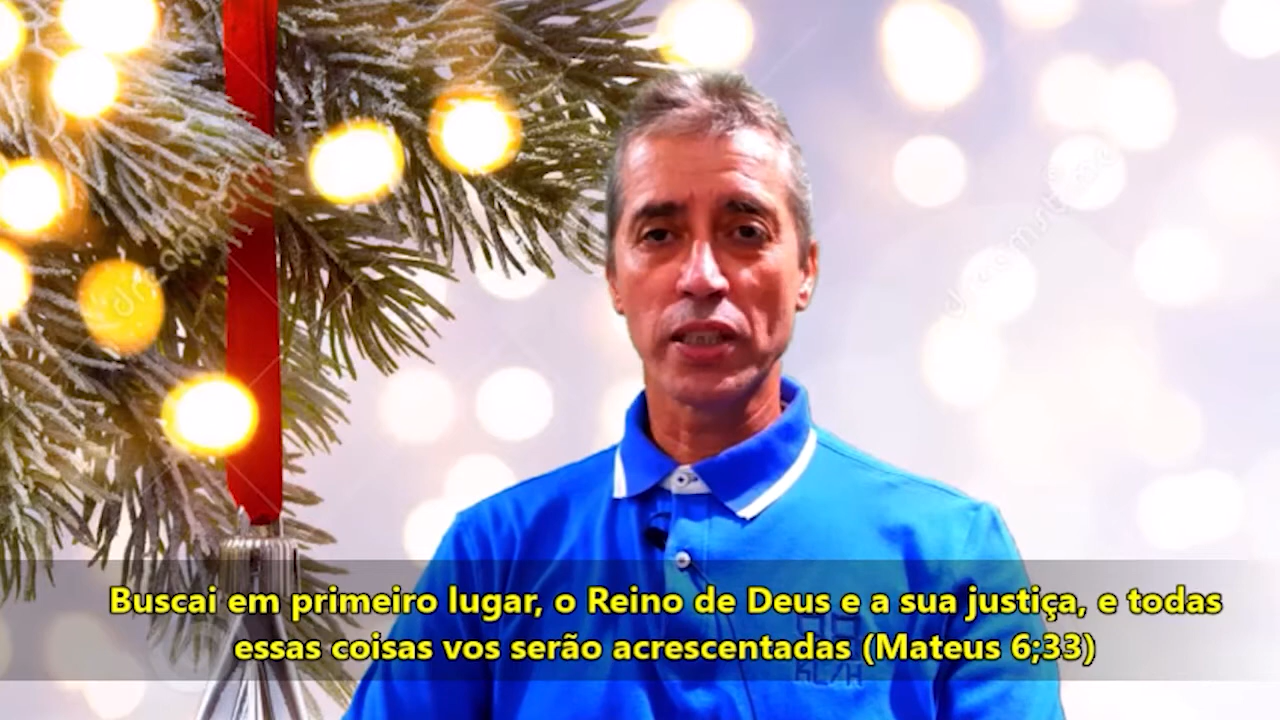 Buscai em primeiro lugar, o Reino de Deus e a sua justiça, e todas
essas coisas vos serão acrescentadas (Mateus 6;33)